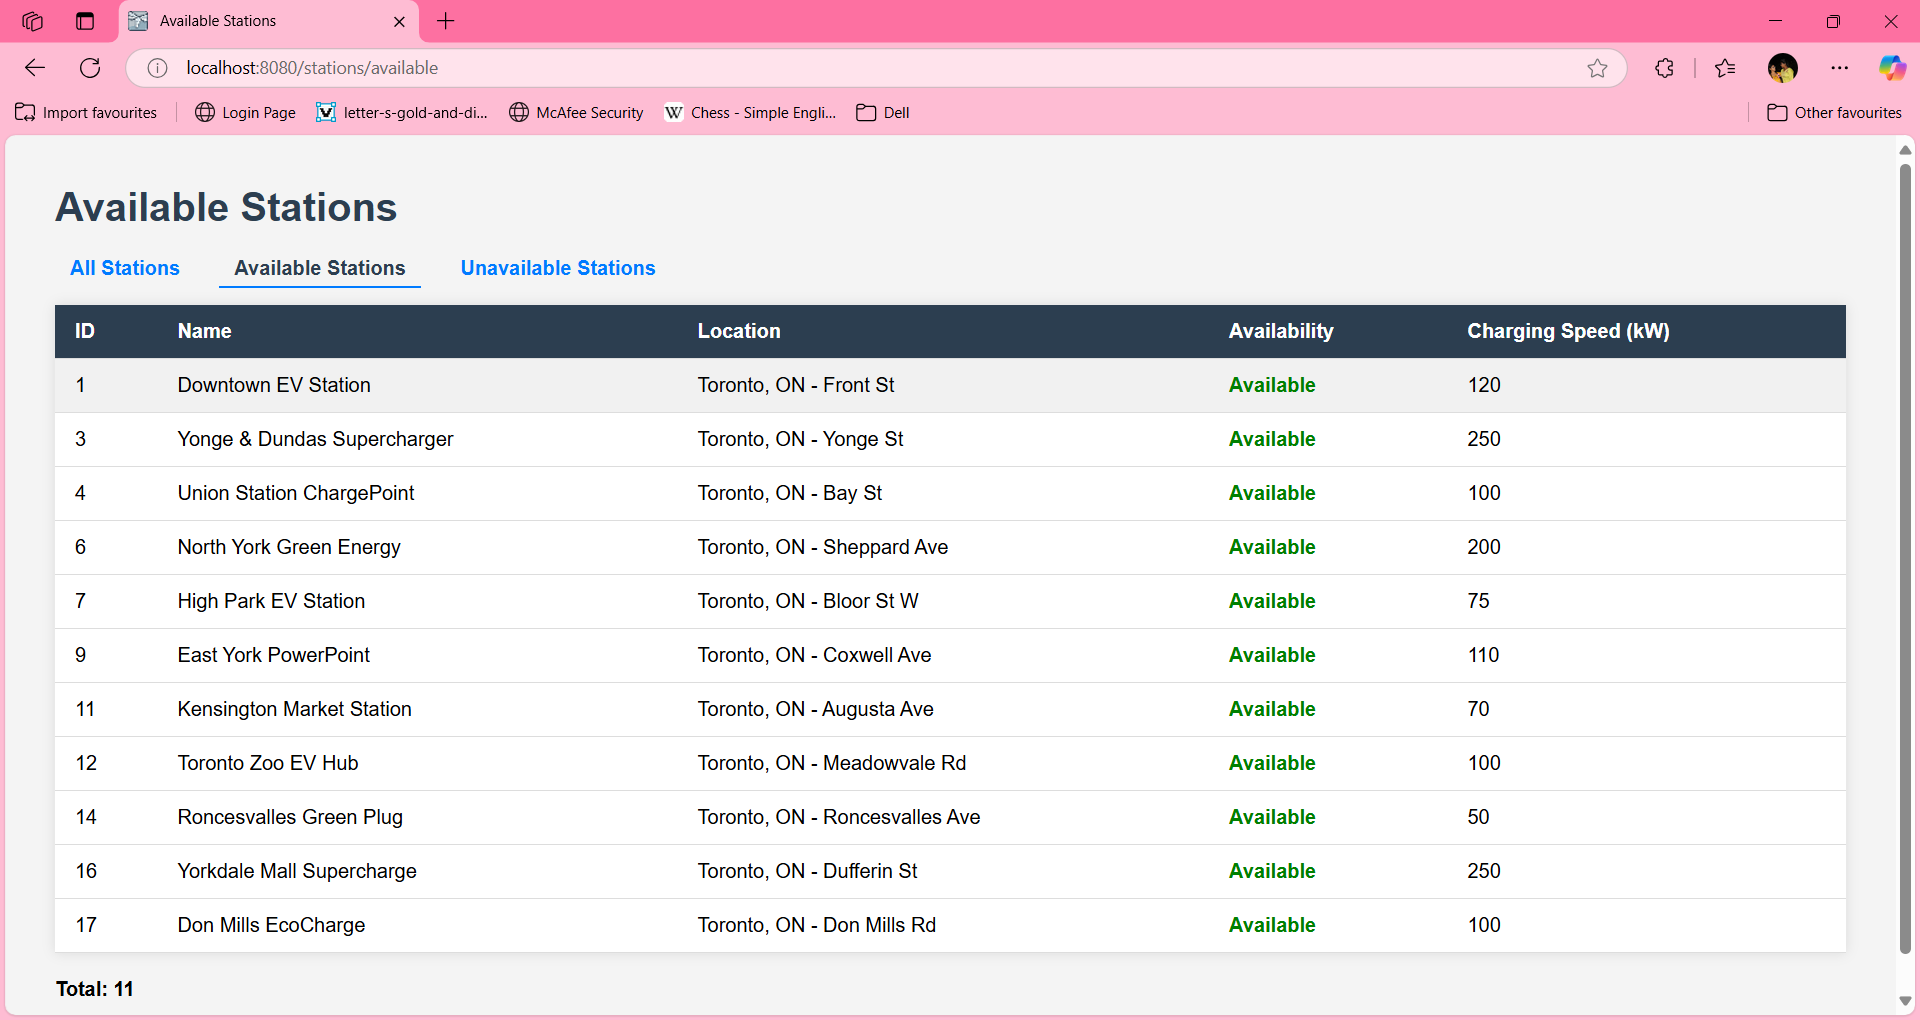 Available Stations
localhost:8080/stations/available
Import favourites Login Page letter-s-gold-and-di... McAfee Security W Chess - Simple Engli... Dell Other favourites
Available Stations
All Stations Available Stations Unavailable Stations
ID Name Location Availability Charging Speed (kW)
1 Downtown EV Station Toronto, ON - Front St Available 120
3 Yonge & Dundas Supercharger Toronto, ON - Yonge St Available 250
4 Union Station ChargePoint Toronto, ON - Bay St Available 100
6 North York Green Energy Toronto, ON - Sheppard Ave Available 200
7 High Park EV Station Toronto, ON - Bloor St W Available 75
9 East York PowerPoint Toronto, ON - Coxwell Ave Available 110
11 Kensington Market Station Toronto, ON - Augusta Ave Available 70
12 Toronto Zoo EV Hub Toronto, ON - Meadowvale Rd Available 100
14 Roncesvalles Green Plug Toronto, ON - Roncesvalles Ave Available 50
16 Yorkdale Mall Supercharge Toronto, ON - Dufferin St Available 250
17 Don Mills EcoCharge Toronto, ON - Don Mills Rd Available 100
Total: 11